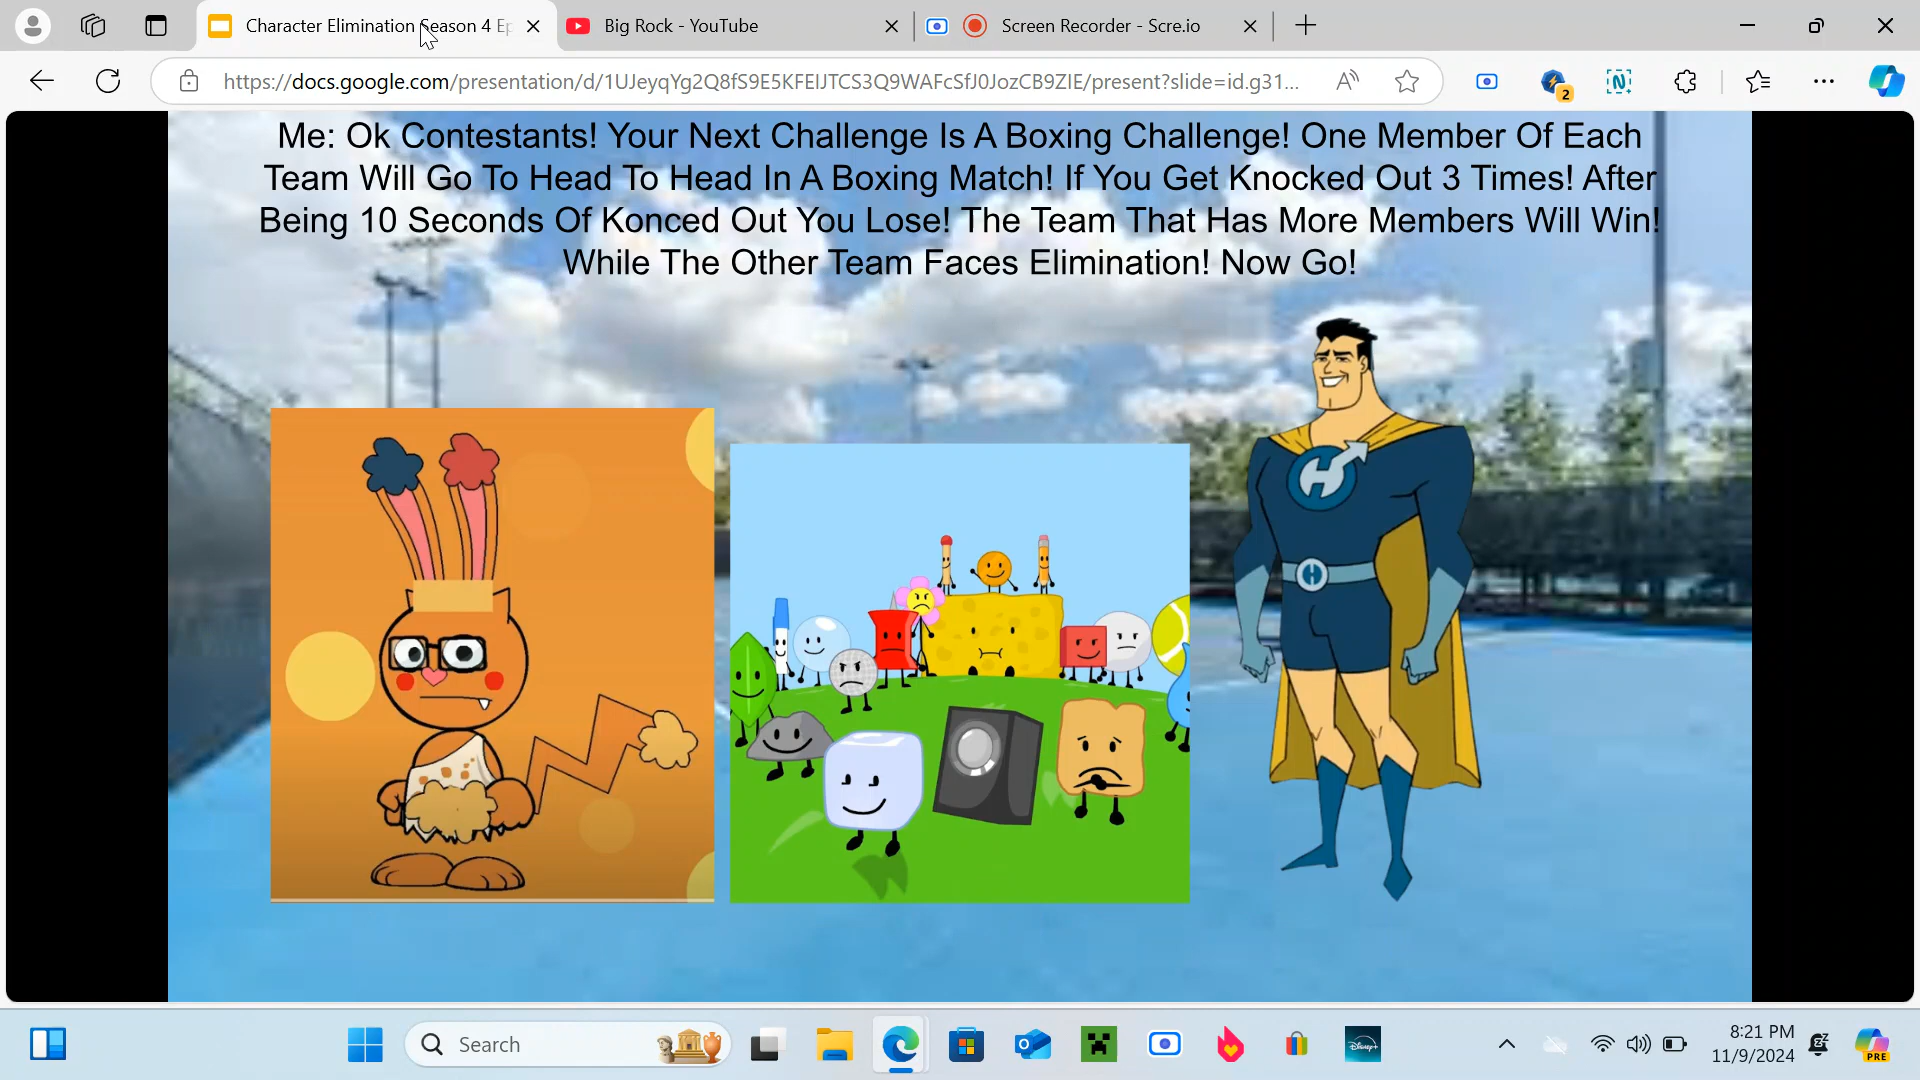 Character Elimination Season 4 Ep
Big Rock - YouTube
Screen Recorder - Scre.io
https://docs.google.com/presentation/d/1UJeyqYg2Q8fS9E5KFEIJTCS3Q9WAFcSfJ0JozCB9ZIE/present?slide=id.g31...
2
Me: Ok Contestants! Your Next Challenge Is A Boxing Challenge! One Member Of Each
Team Will Go To Head To Head In A Boxing Match! If You Get Knocked Out 3 Times! After
Being 10 Seconds Of Konced Out You Lose! The Team That Has More Members Will Win!
While The Other Team Faces Elimination! Now Go!
H
H
Search
Disney+
8:21 PM
11/9/2024
PRE